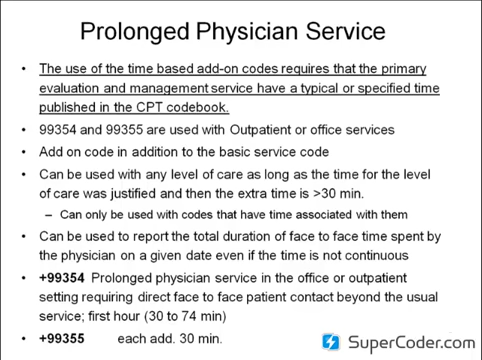 Prolonged Physician Service
• The use of the time based add-on codes requires that the primary
evaluation and management service have a typical or specified time
published in the CPT codebook.
• 99354 and 99355 are used with Outpatient or office services
• Add on code in addition to the basic service code
• Can be used with any level of care as long as the time for the level
of care was justified and then the extra time is >30 min.
– Can only be used with codes that have time associated with them
• Can be used to report the total duration of face to face time spent by
the physician on a given date even if the time is not continuous
• +99354 Prolonged physician service in the office or outpatient
setting requiring direct face to face patient contact beyond the usual
service; first hour (30 to 74 min)
• +99355 each add. 30 min.
SuperCoder.com